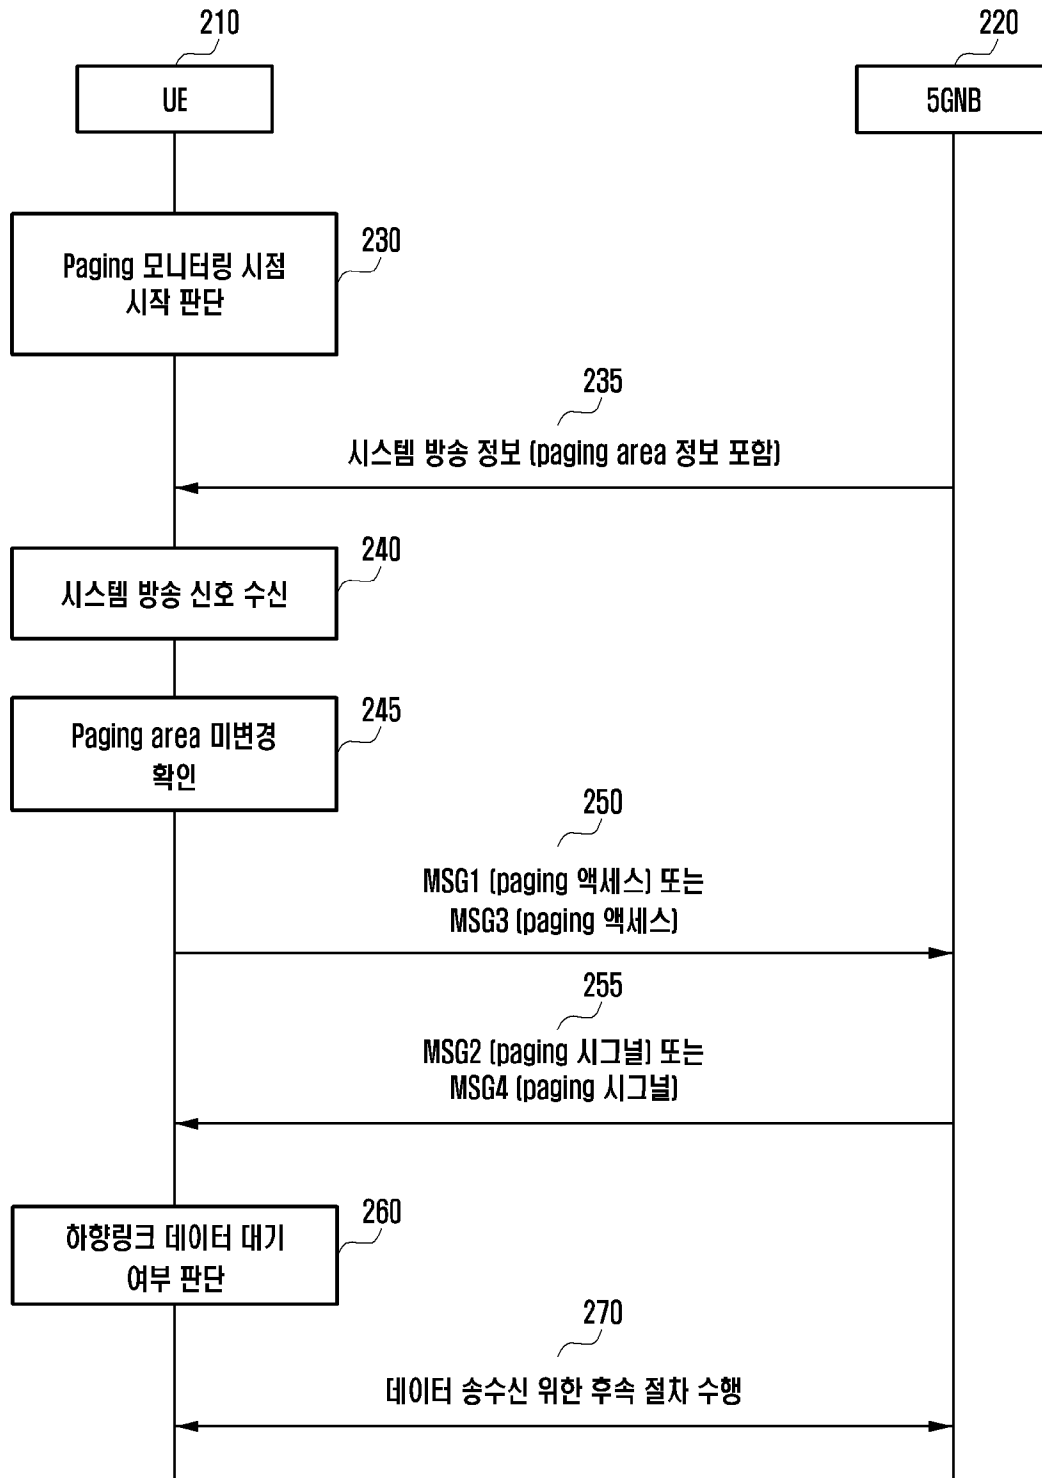 210
220
UE
5GNB
230
Paging 모니터링 시점
시작 판단
235
시스템 방송 정보 (paging area 정보 포함)
240
시스템 방송 신호 수신
245
Paging area 미변경
확인
250
MSG1 (paging 액세스) 또는
MSG3 (paging 액세스)
255
MSG2 (paging 시그널) 또는
MSG4 (paging 시그널)
260
하향링크 데이터 대기
여부 판단
270
데이터 송수신 위한 후속 절차 수행